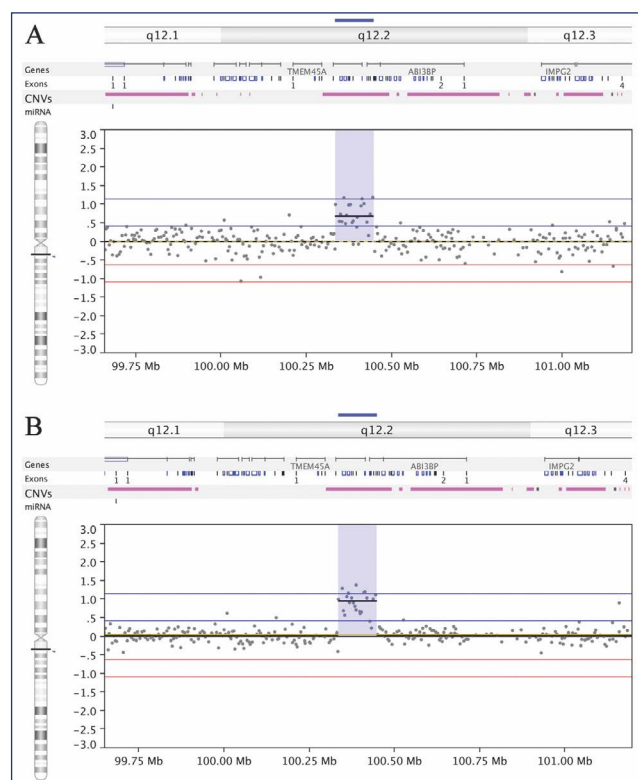 A
q12.1 q12.2 q12.3
Genes TMEM45A ABI3BP IMPG2
Exons
1 1 1 2 1 4
CNVs
miRNA
3.0
2.5
2.0
1.5
1.0
0.5
0
-.5
-1.0
-1.5
-2.0
-2.5
-3.0
99.75 Mb 100.00 Mb 100.25 Mb 100.50 Mb 100.75 Mb 101.00 Mb
B
q12.1 q12.2 q12.3
Genes TMEM45A ABI3BP IMPG2
Exons
1 1 1 2 1 4
CNVs
miRNA
3.0
2.5
2.0
1.5
1.0
0.5
0
-.5
-1.0
-1.5
-2.0
-2.5
-3.0
99.75 Mb 100.00 Mb 100.25 Mb 100.50 Mb 100.75 Mb 101.00 Mb